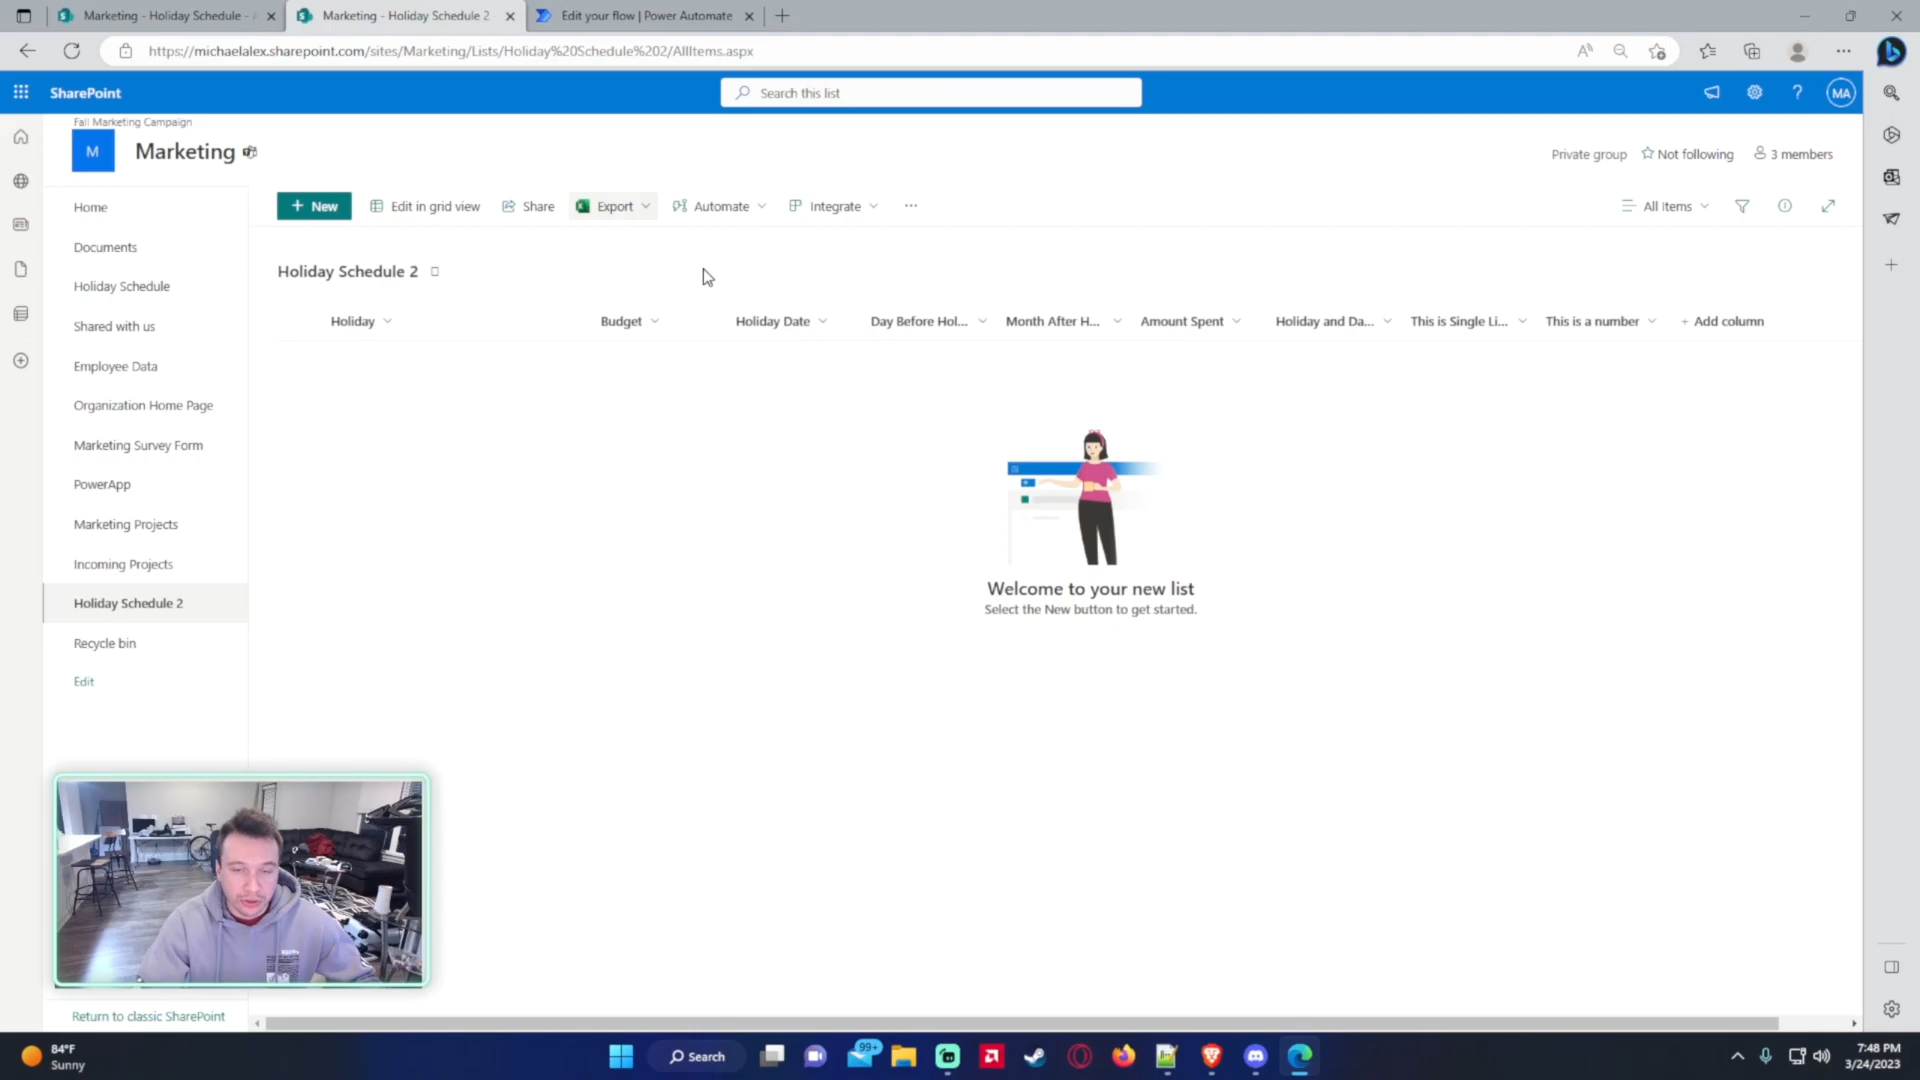 Marketing - Holiday Schedule -
Marketing - Holiday Schedule 2
Edit your flow | Power Automate
https://michaelalex.sharepoint.com/sites/Marketing/Lists/Holiday%20Schedule%202/AllItems.aspx
SharePoint
Search this list
MA
Fall Marketing Campaign
M
Marketing
Private group
Not following
3 members
New
Edit in grid view
Share
Export
Automate
Integrate
All Items
Home
Documents
Holiday Schedule
Shared with us
Employee Data
Organization Home Page
Marketing Survey Form
PowerApp
Marketing Projects
Incoming Projects
Holiday Schedule 2
Recycle bin
Edit
Holiday Schedule 2
Holiday
Budget
Holiday Date
Day Before Hol...
Month After H...
Amount Spent
Holiday and Da...
This is Single Li...
This is a number
+ Add column
Welcome to your new list
Select the New button to get started.
Return to classic SharePoint
84°F
Sunny
Search
99+
7:48 PM
3/24/2023